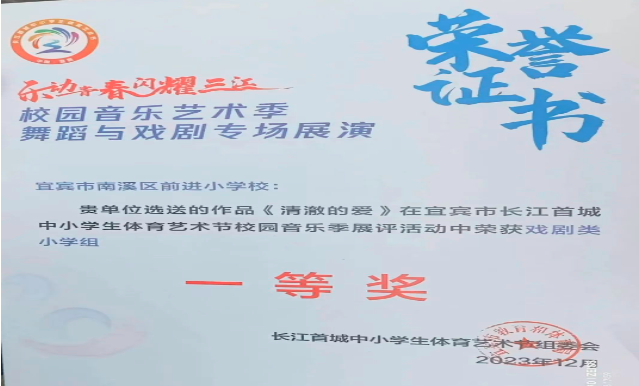 荣誉证书
乐动青春闪耀三江
校园音乐艺术季
舞蹈与戏剧专场展演
宜宾市南溪区前进小学校：
贵单位选送的作品《清澈的爱》在宜宾市长江首城
中小学生体育艺术节校园音乐季展评活动中荣获戏剧类
小学组
一等奖
长江首城中小学生体育艺术节组委会
2023年12月